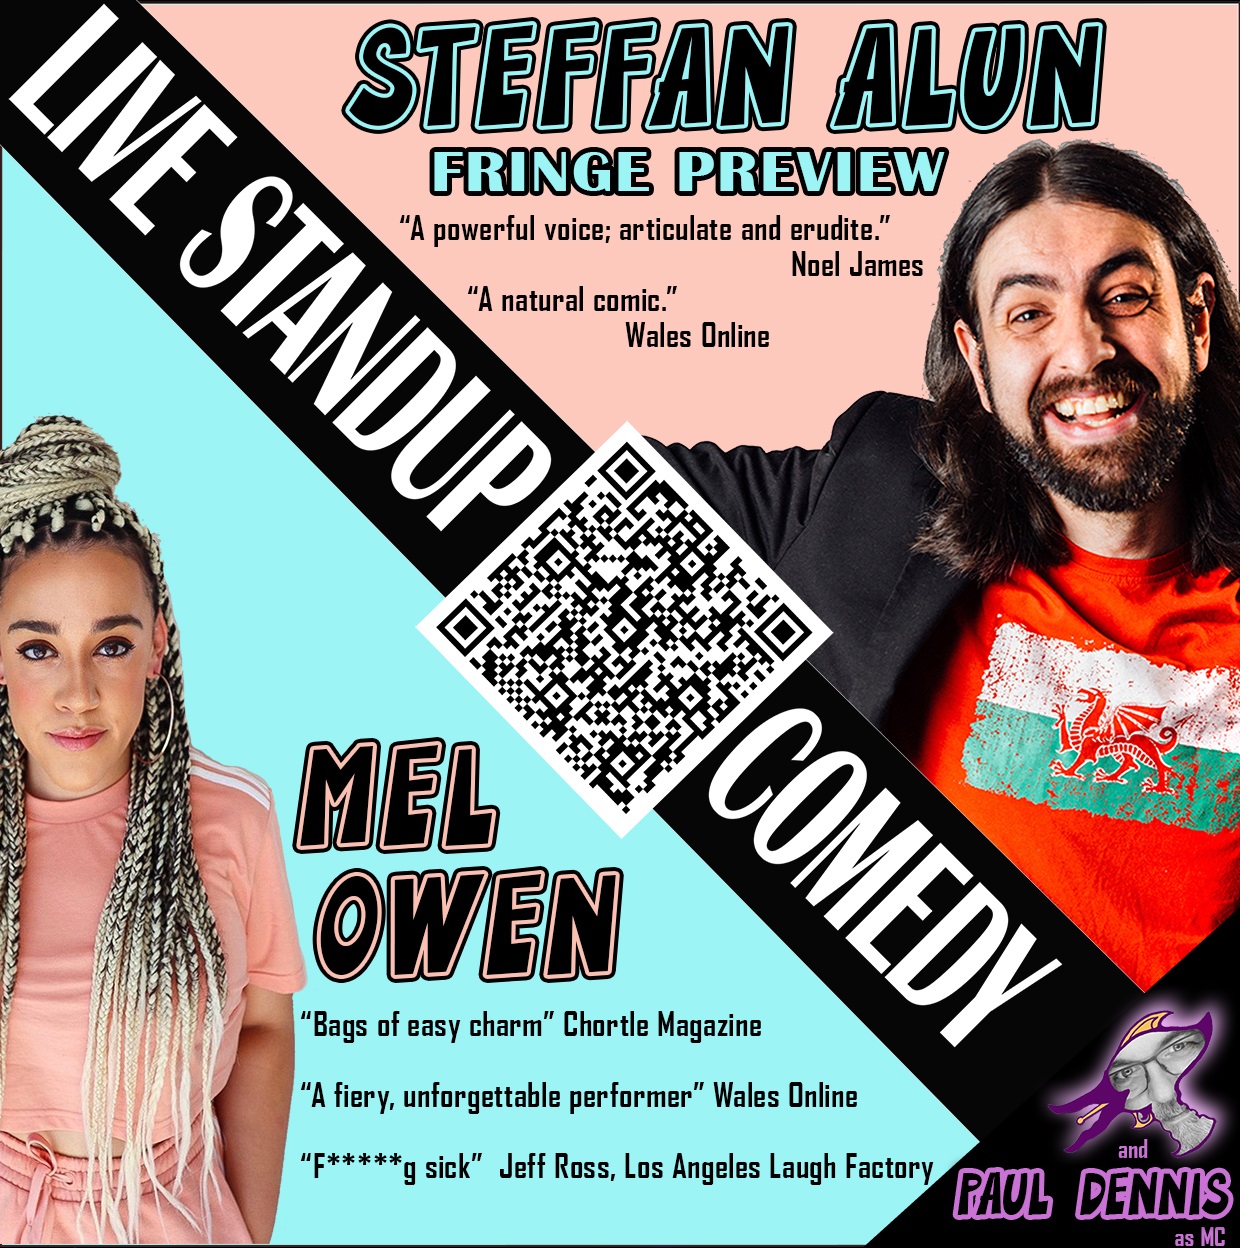 STEFFAN ALUN
FRINGE PREVIEW
“A powerful voice; articulate and erudite.”
Noel James
“A natural comic.”
Wales Online
LIVE STANDUP COMEDY
MEL
OWEN
“Bags of easy charm” Chortle Magazine
“A fiery, unforgettable performer” Wales Online
“F*****g sick” Jeff Ross, Los Angeles Laugh Factory
and
PAUL DENNIS
as MC